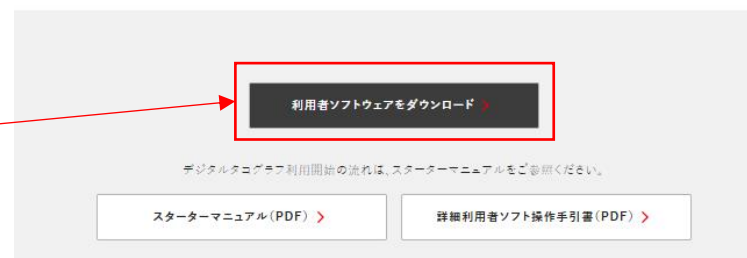 利用者ソフトウェアをダウンロード
デジタルタコグラフ利用開始の流れは、スターターマニュアルをご参照ください。
スターターマニュアル(PDF)
詳細利用者ソフト操作手引書(PDF)